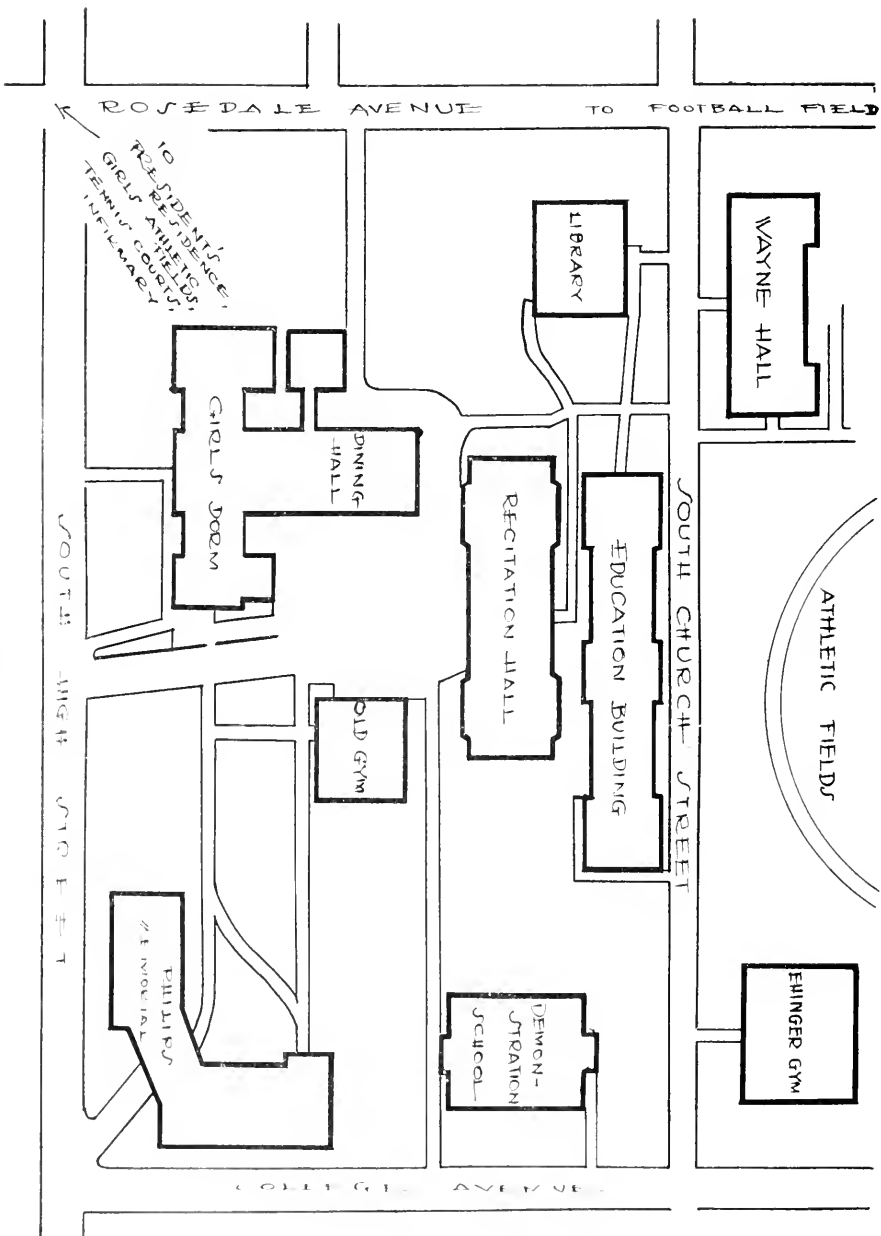 ROSEDALE AVENUE
TO FOOTBALL FIELD
TO
PRESIDENT'S
RESIDENCE,
GIRLS ATHLETIC
FIELDS,
TENNIS COURTS,
INFIRMARY
LIBRARY
WAYNE HALL
GIRLS DORM
DINING
HALL
RECITATION HALL
EDUCATION BUILDING
SOUTH CHURCH STREET
ATHLETIC FIELDS
SOUTH HIGH STREET
OLD GYM
PHILIPS
MEMORIAL
DEMON-
STRATION
SCHOOL
EHINGER GYM
COLLEGE AVENUE